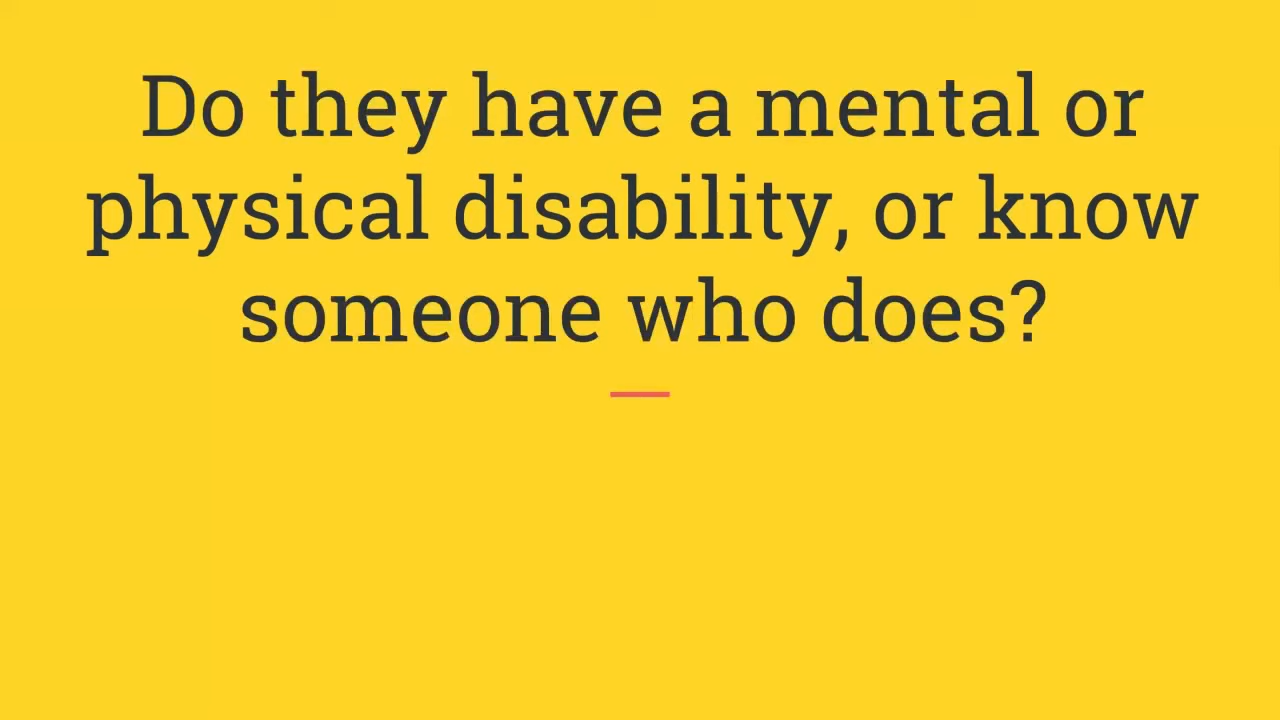 Do they have a mental or
physical disability, or know
someone who does?